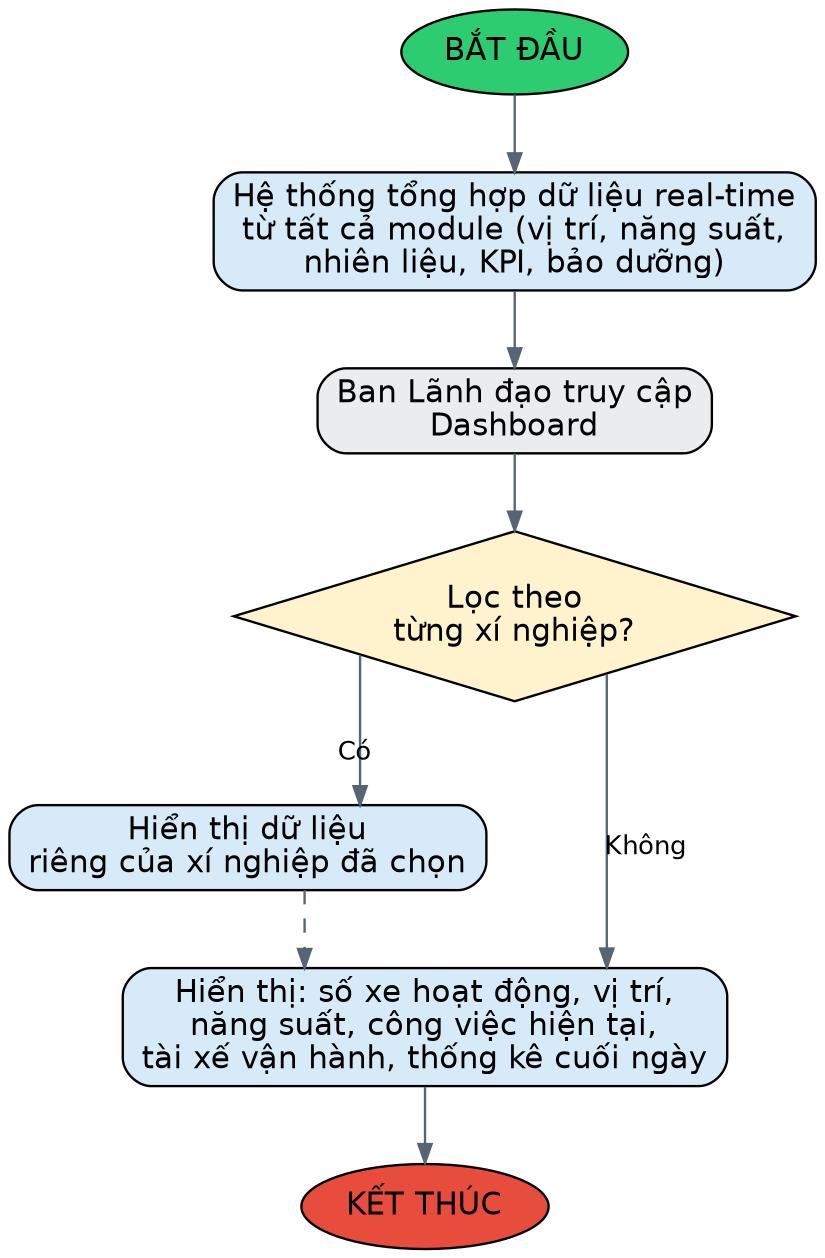 BẮT ĐẦU
Hệ thống tổng hợp dữ liệu real-time
từ tất cả module (vị trí, năng suất,
nhiên liệu, KPI, bảo dưỡng)
Ban Lãnh đạo truy cập
Dashboard
Lọc theo
từng xí nghiệp?
Có
Hiển thị dữ liệu
riêng của xí nghiệp đã chọn
Không
Hiển thị: số xe hoạt động, vị trí,
năng suất, công việc hiện tại,
tài xế vận hành, thống kê cuối ngày
KẾT THÚC